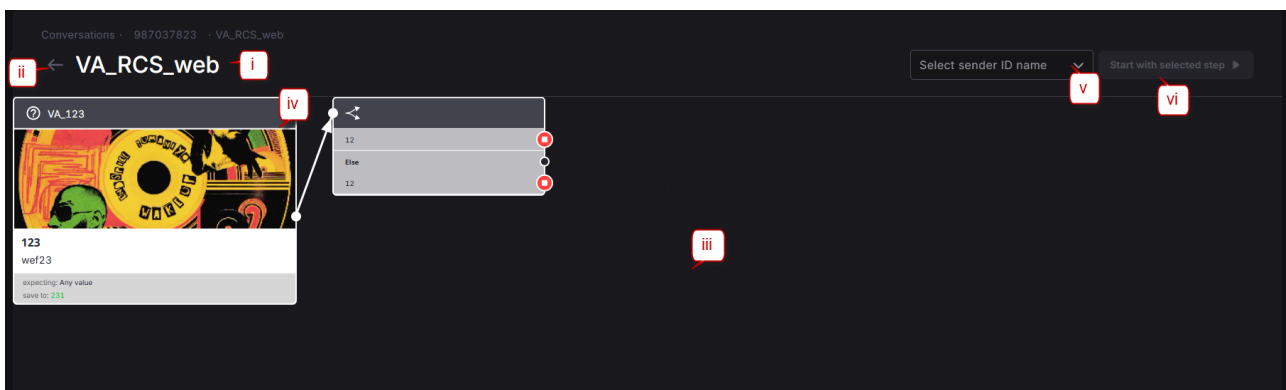 Conversations · 987037823 · VA_RCS_web
ii ← VA_RCS_web i
Select sender ID name
Start with selected step
v
vi
iv
VA_123
123
wef23
expecting: Any value
save to: 231
12
Else
12
iii